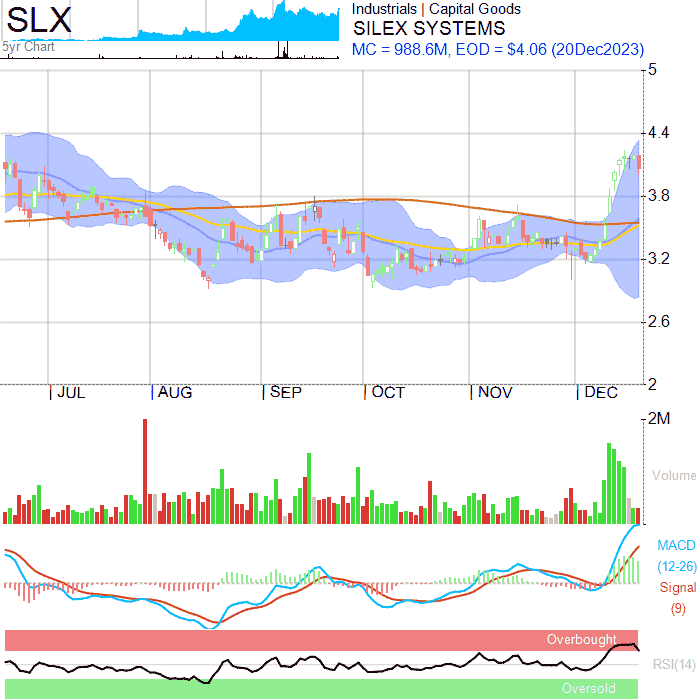 SLX
5yr Chart
Industrials | Capital Goods
SILEX SYSTEMS
MC = 988.6M, EOD = $4.06 (20Dec2023)
5
4.4
3.8
3.2
2.6
2
JUL AUG SEP OCT NOV DEC
2M
Volume
MACD
(12-26)
Signal
(9)
Overbought
RSI(14)
Oversold